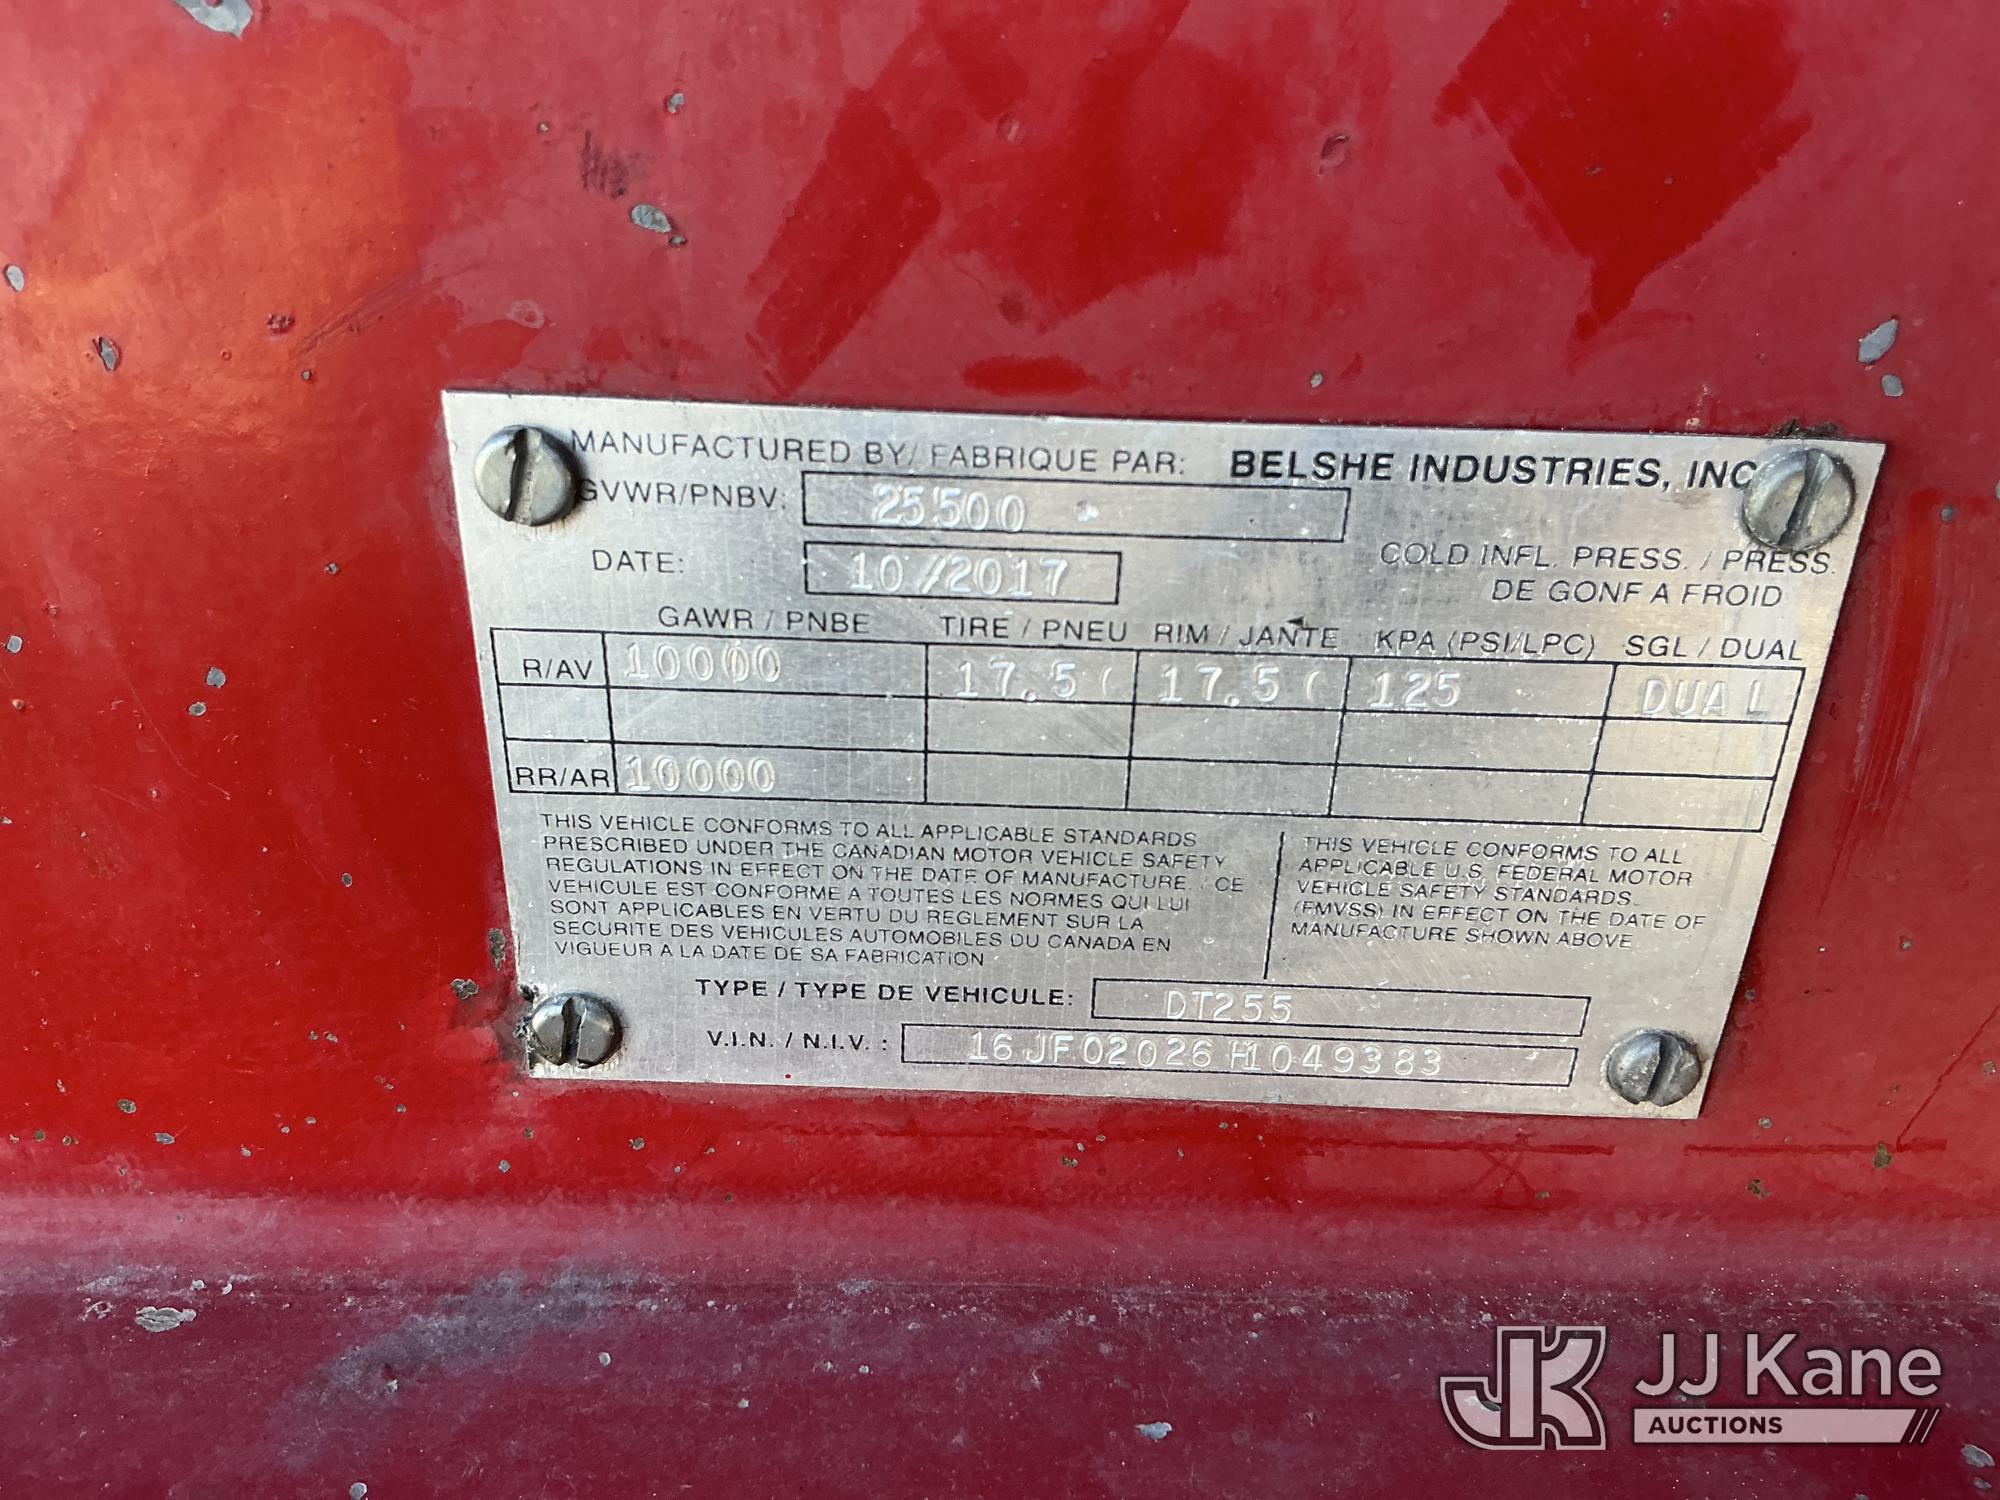 MANUFACTURED BY/ FABRIQUE PAR: BELSHE INDUSTRIES, INC
GVWR/PNBV: 25500
DATE: 10/2017
COLD INFL. PRESS. / PRESS.
DE GONF A FROID
GAWR / PNBE TIRE / PNEU RIM / JANTE KPA (PSI/LPC) SGL / DUAL
R/AV 10000 17.5( 17.5( 125 DUAL
RR/AR 10000
THIS VEHICLE CONFORMS TO ALL APPLICABLE STANDARDS
PRESCRIBED UNDER THE CANADIAN MOTOR VEHICLE SAFETY
REGULATIONS IN EFFECT ON THE DATE OF MANUFACTURE. / CE
VEHICULE EST CONFORME A TOUTES LES NORMES QUI LUI
SONT APPLICABLES EN VERTU DU REGLEMENT SUR LA
SECURITE DES VEHICULES AUTOMOBILES DU CANADA EN
VIGUEUR A LA DATE DE SA FABRICATION
THIS VEHICLE CONFORMS TO ALL
APPLICABLE U.S. FEDERAL MOTOR
VEHICLE SAFETY STANDARDS
(FMVSS) IN EFFECT ON THE DATE OF
MANUFACTURE SHOWN ABOVE
TYPE / TYPE DE VEHICULE: DT255
V.I.N. / N.I.V. : 16JF02026H1049383
JK JJ Kane
AUCTIONS